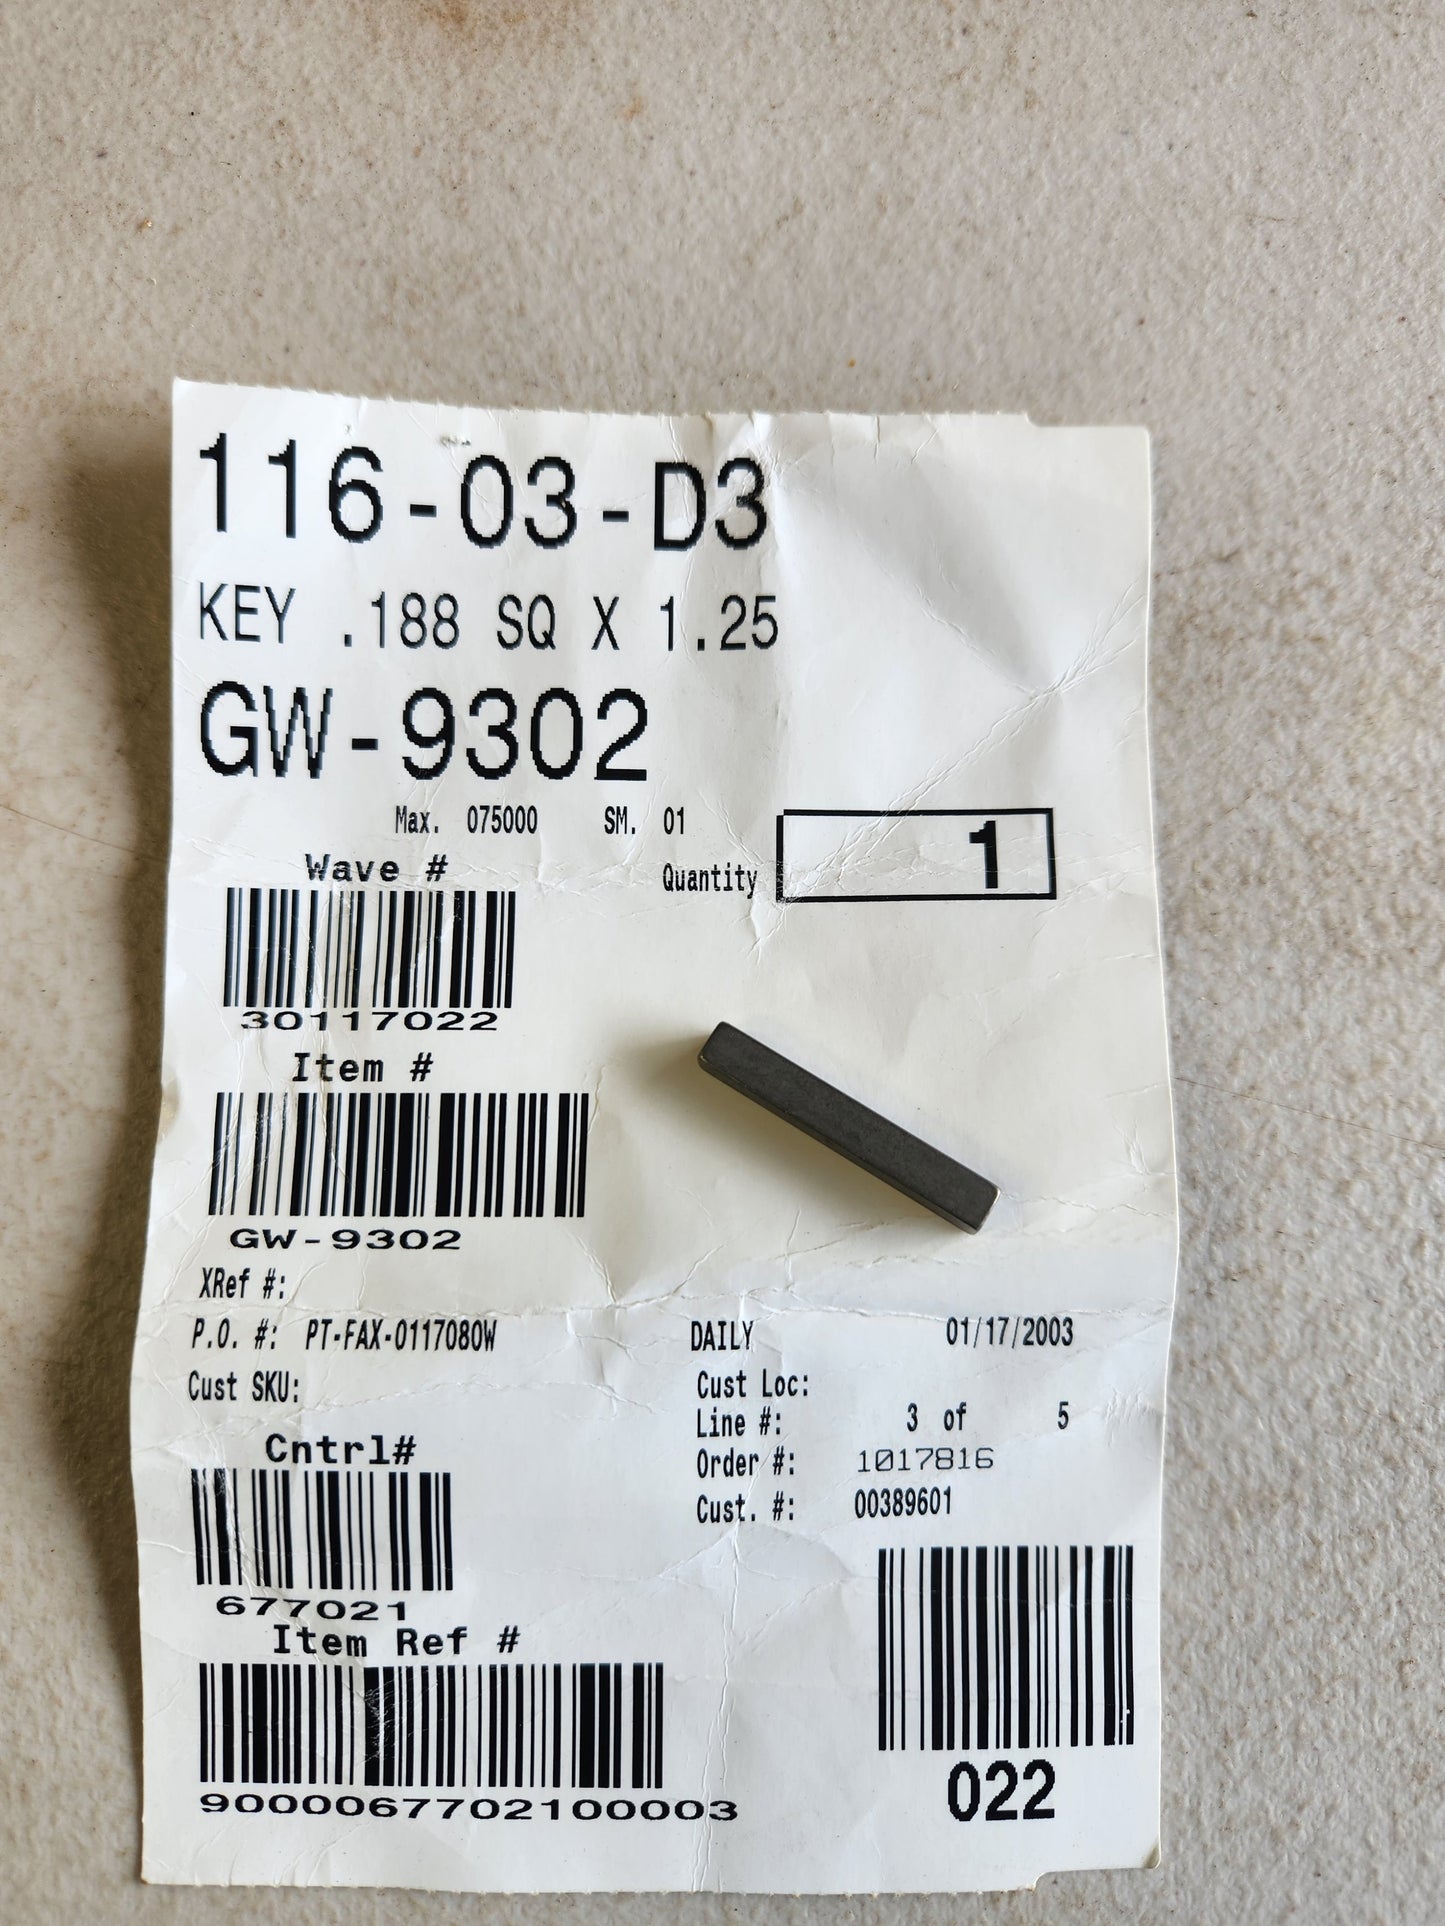 116-03-D3
KEY .188 SQ X 1.25
GW-9302
Max. 075000 SM. 01
Wave #
Quantity 1
30117022
Item #
GW-9302
XRef #:
P.O. #: PT-FAX-0117080W DAILY 01/17/2003
Cust SKU: Cust Loc:
Line #: 3 of 5
Cntrl# Order #: 1017816
Cust. #: 00389601
677021
Item Ref #
9000067702100003
022